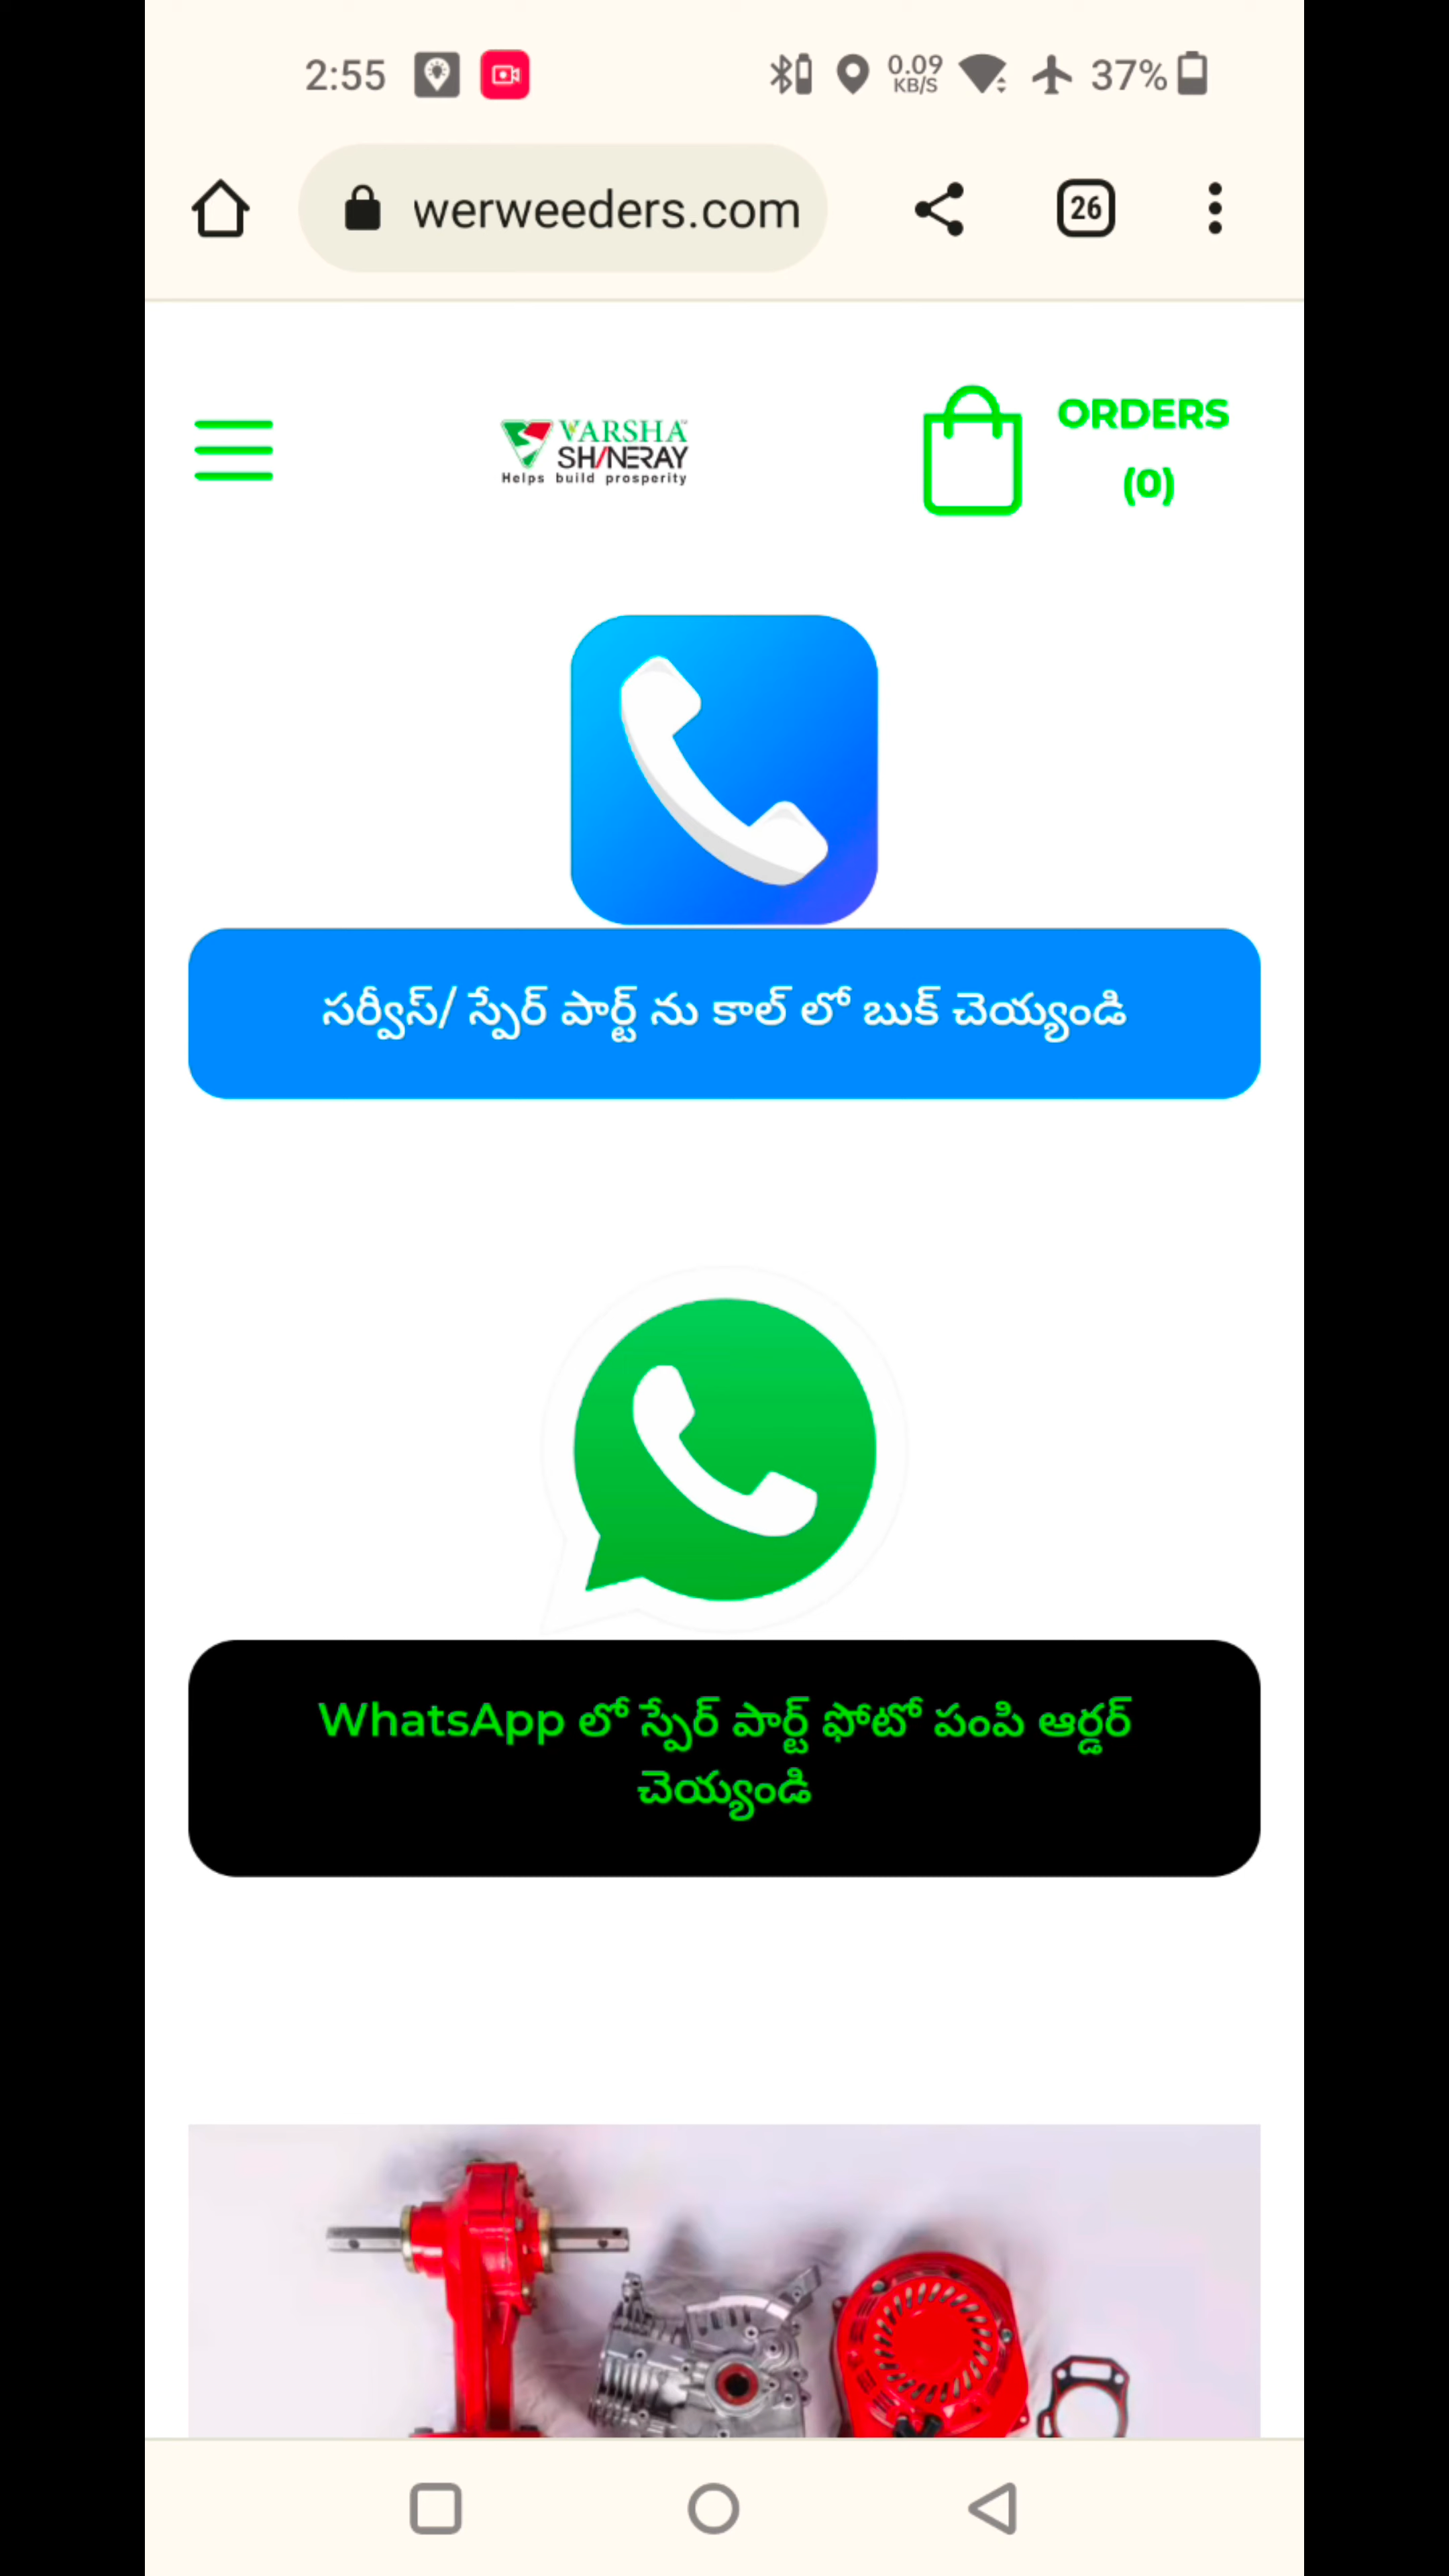 2:55
0.09
KB/S
37%
werweeders.com
26
VARSHA
SHINERAY
Helps build prosperity
ORDERS
(0)
సర్వీస్/ స్పేర్ పార్ట్ ను కాల్ లో బుక్ చెయ్యండి
WhatsApp లో స్పేర్ పార్ట్ ఫోటో పంపి ఆర్డర్
చెయ్యండి